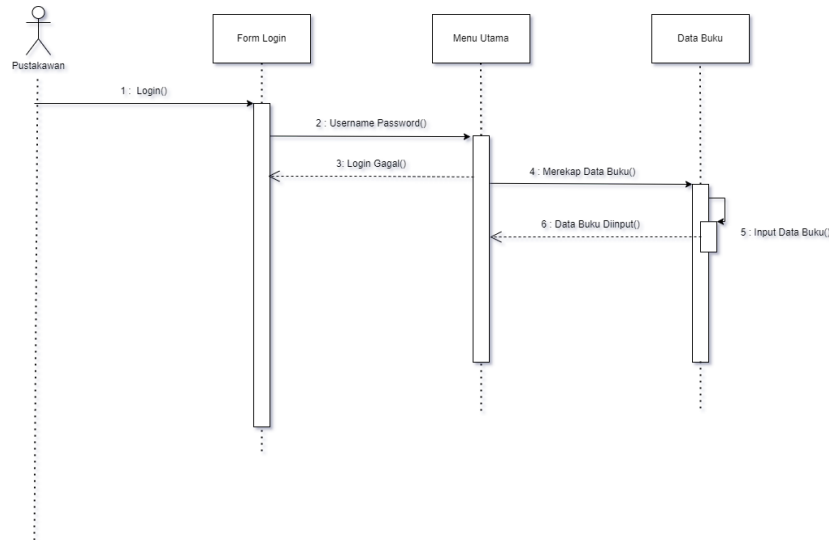 Form Login
Menu Utama
Data Buku
Pustakawan
1 : Login()
2 : Username Password()
3: Login Gagal()
4 : Merekap Data Buku()
6 : Data Buku Diinput()
5 : Input Data Buku()